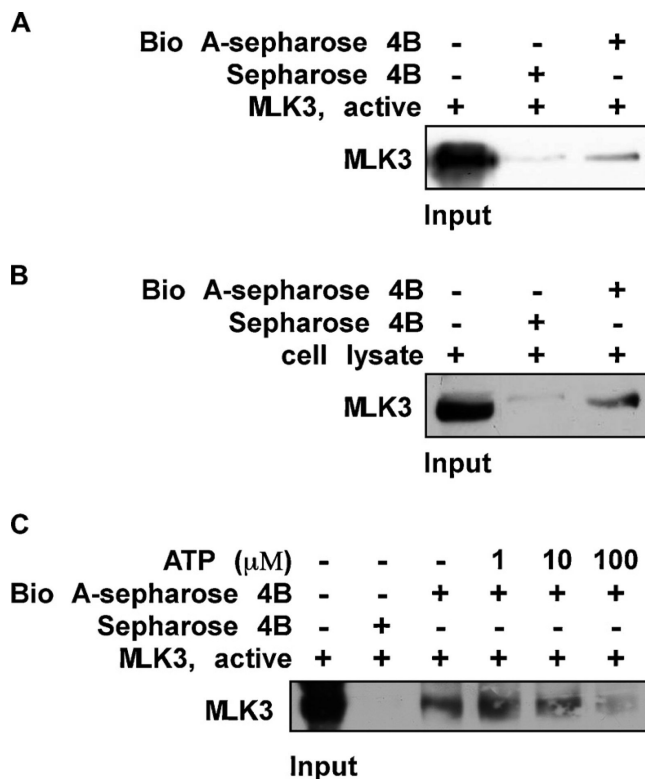 A
Bio A-sepharose 4B - - +
Sepharose 4B - + -
MLK3, active + + +
MLK3
Input
B
Bio A-sepharose 4B - - +
Sepharose 4B - + -
cell lysate + + +
MLK3
Input
C
ATP (μM) - - - 1 10 100
Bio A-sepharose 4B - - + + + +
Sepharose 4B - + - - - -
MLK3, active + + + + + +
MLK3
Input